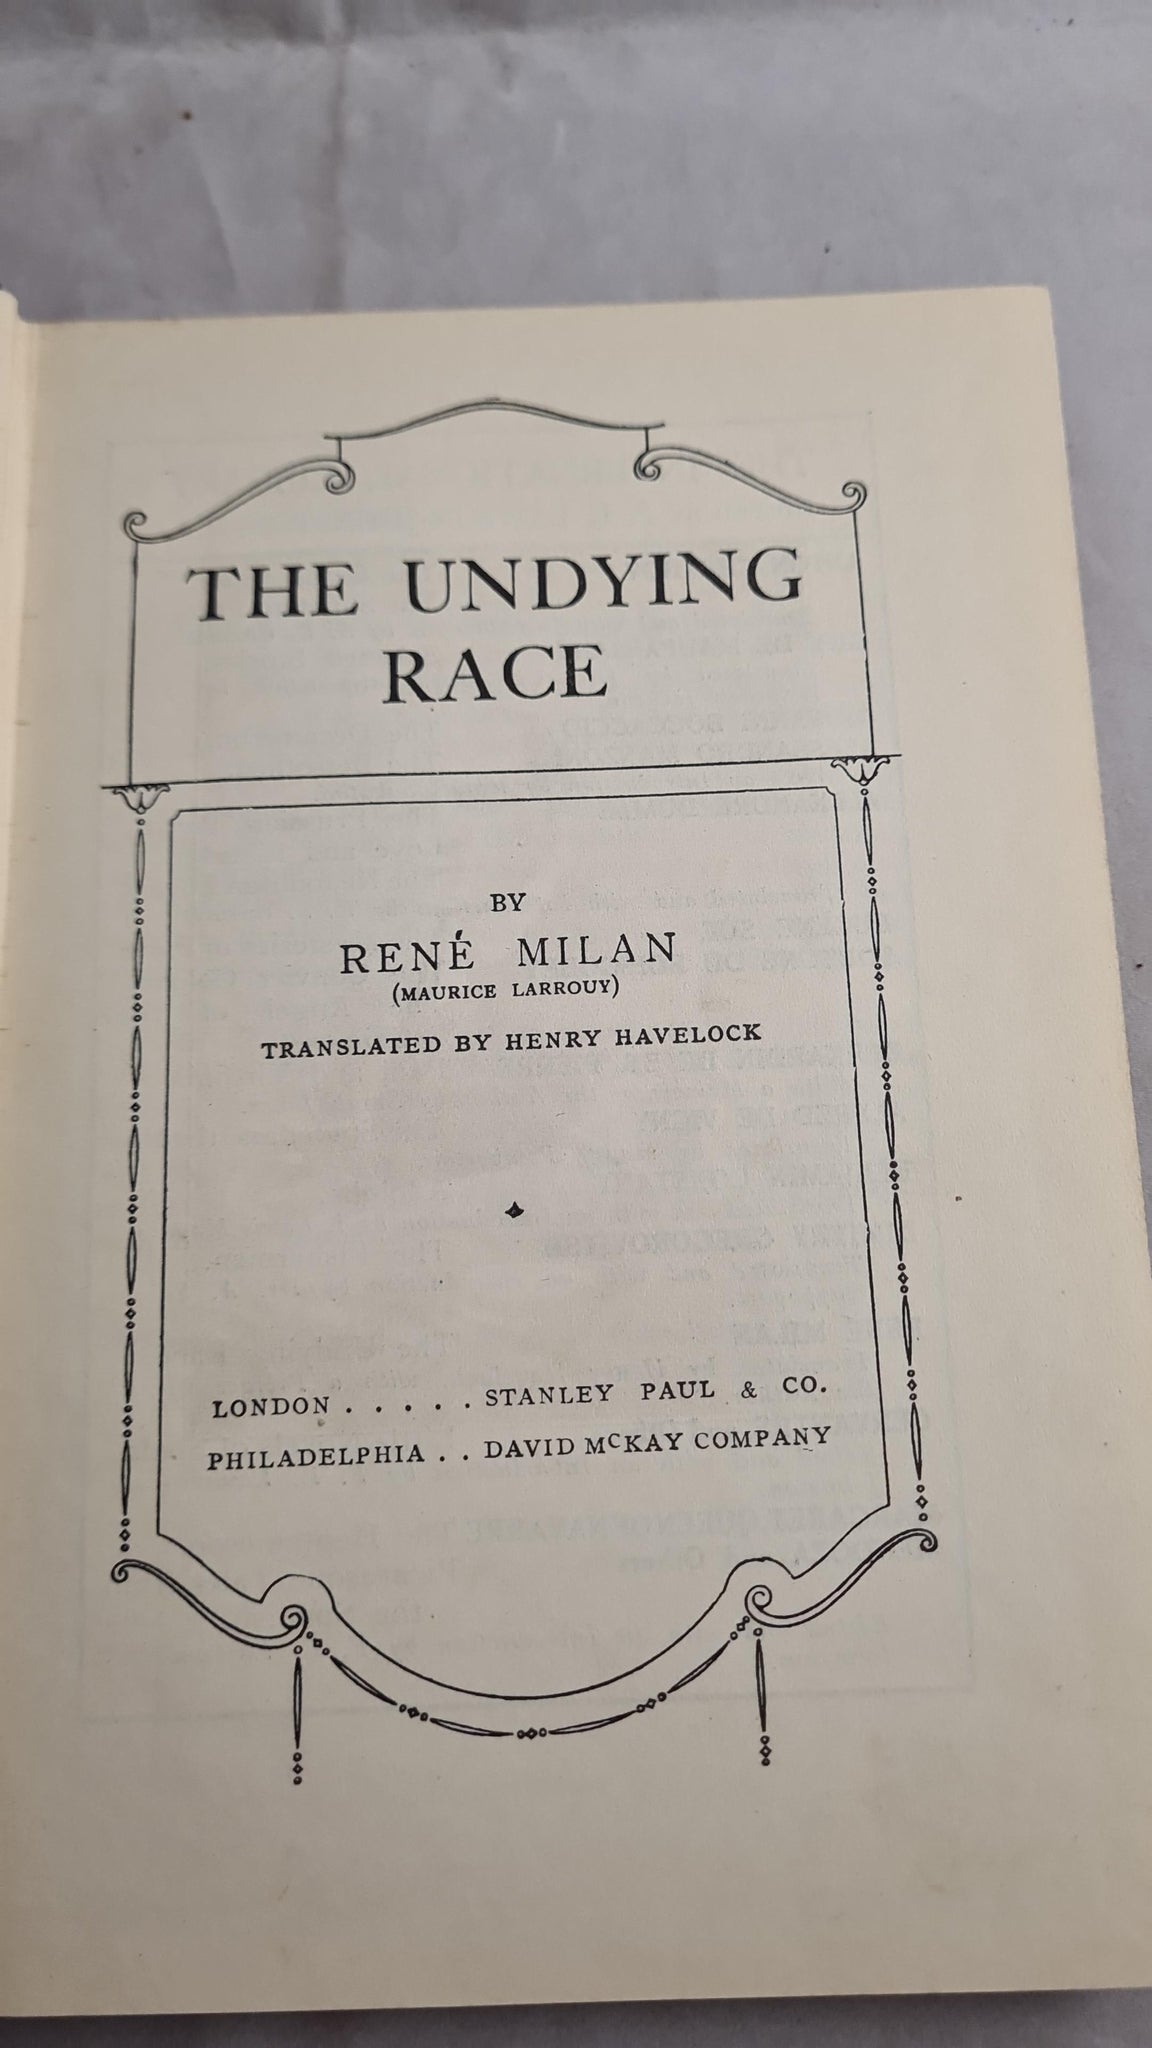 THE UNDYING
RACE
BY
RENÉ MILAN
(MAURICE LARROUY)
TRANSLATED BY HENRY HAVELOCK
LONDON . . . . . STANLEY PAUL & CO.
PHILADELPHIA . . DAVID McKAY COMPANY